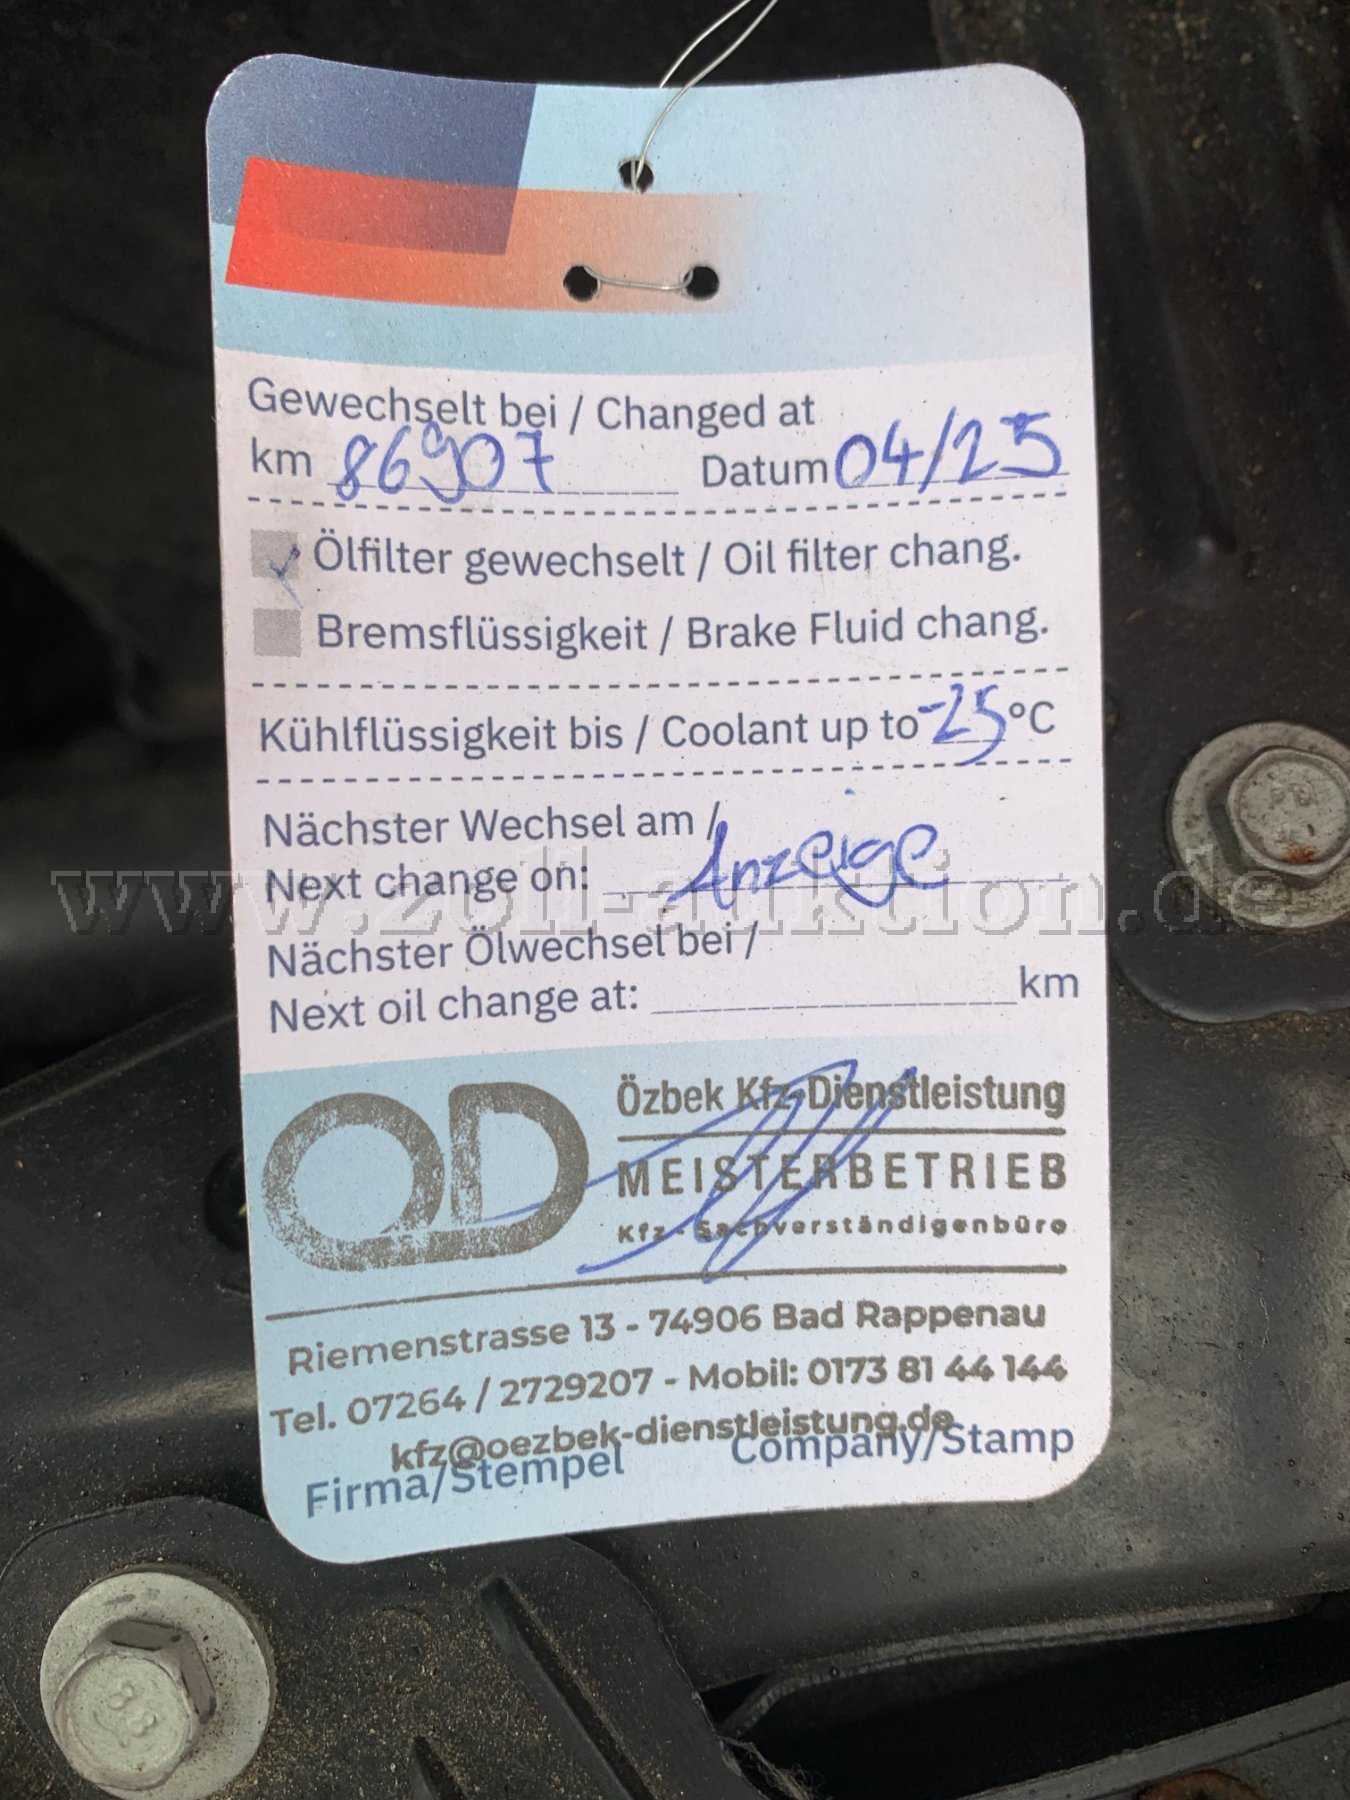 Gewechselt bei / Changed at
km 86907 Datum 04/25
Ölfilter gewechselt / Oil filter chang.
Bremsflüssigkeit / Brake Fluid chang.
Kühlflüssigkeit bis / Coolant up to -25 °C
Nächster Wechsel am /
Next change on: Anzeige
www.zoll-auktion.de
Nächster Ölwechsel bei /
Next oil change at: km
OD
Özbek Kfz-Dienstleistung
MEISTERBETRIEB
Kfz-Sachverständigenbüro
Riemenstrasse 13 - 74906 Bad Rappenau
Tel. 07264 / 2729207 - Mobil: 0173 81 44 144
kfz@oezbek-dienstleistung.de
Firma/Stempel Company/Stamp
8.8